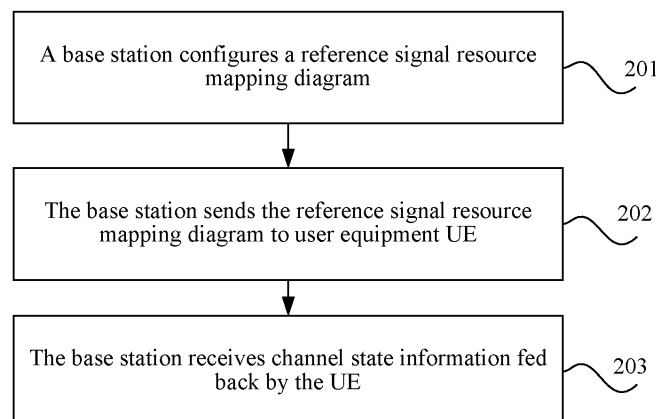 A base station configures a reference signal resource
mapping diagram
201
The base station sends the reference signal resource
mapping diagram to user equipment UE
202
The base station receives channel state information fed
back by the UE
203